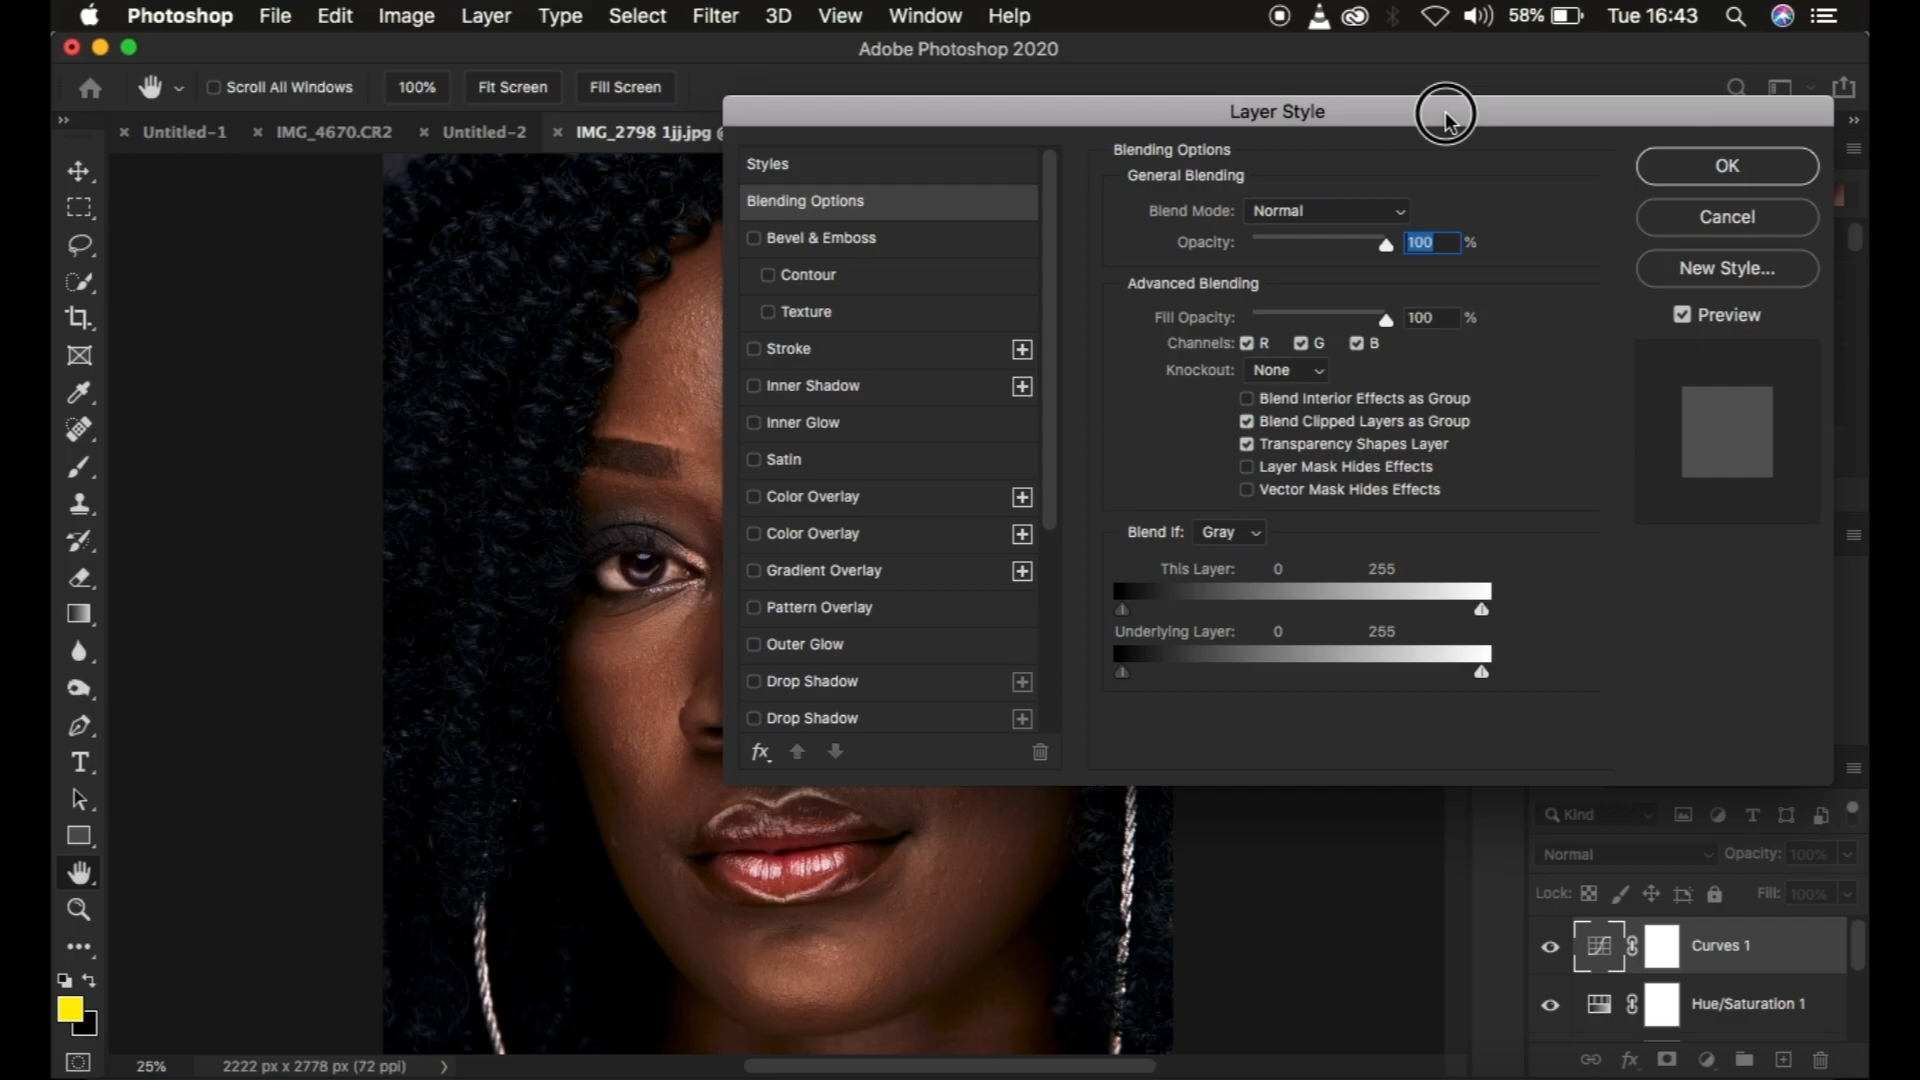 Photoshop File Edit Image Layer Type Select Filter 3D View Window Help 58% Tue 16:43
Adobe Photoshop 2020
Scroll All Windows 100% Fit Screen Fill Screen
Layer Style
Untitled-1 IMG_4670.CR2 Untitled-2 IMG_2798 1jj.jpg @
Styles
Blending Options
Bevel & Emboss
Contour
Texture
Stroke
Inner Shadow
Inner Glow
Satin
Color Overlay
Color Overlay
Gradient Overlay
Pattern Overlay
Outer Glow
Drop Shadow
Drop Shadow
fx
Blending Options
General Blending
Blend Mode: Normal
Opacity: 100 %
Advanced Blending
Fill Opacity: 100 %
Channels: R G B
Knockout: None
Blend Interior Effects as Group
Blend Clipped Layers as Group
Transparency Shapes Layer
Layer Mask Hides Effects
Vector Mask Hides Effects
Blend If: Gray
This Layer: 0 255
Underlying Layer: 0 255
OK
Cancel
New Style...
Preview
Kind
Normal Opacity: 100%
Lock: Fill: 100%
Curves 1
Hue/Saturation 1
fx
25% 2222 px x 2778 px (72 ppi)